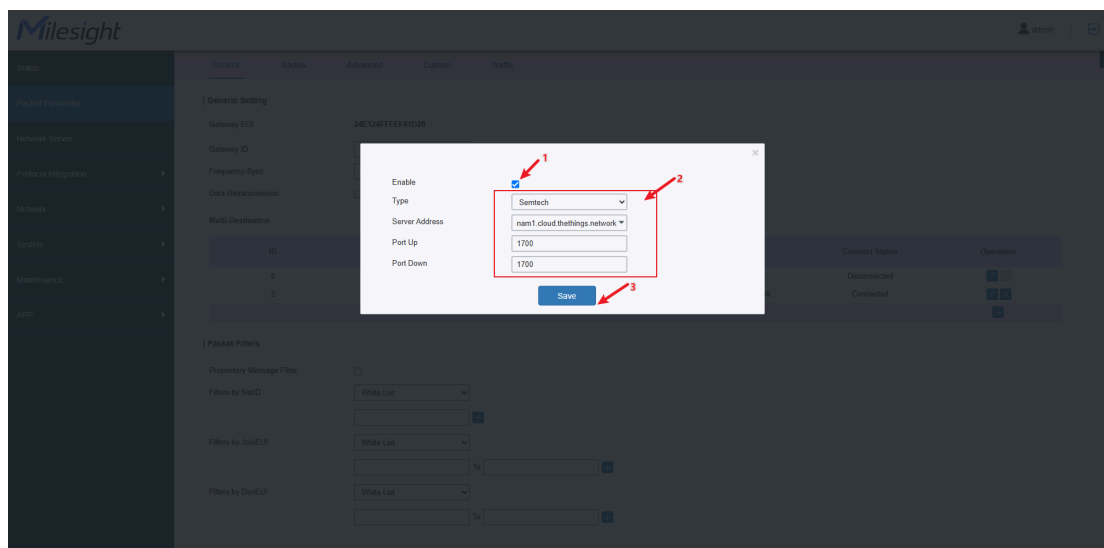 Milesight
admin
Status
General Radios Advanced Custom Traffic
Packet Forwarder
General Setting
Gateway EUI 24E124FFFEF81D29
Network Server
Gateway ID
Protocol Integration
Frequency-Sync
Data Retransmission
Network
Multi-Destination
System
ID Connect Status Operation
Maintenance
0 Disconnected
2 Connected
APP
1
Enable
2
Type Semtech
Server Address nam1.cloud.thethings.network
Port Up 1700
Port Down 1700
Save
3
Packet Filters
Proprietary Message Filter
Filters by NetID White List
Filters by JoinEUI White List
To
Filters by DevEUI White List
To